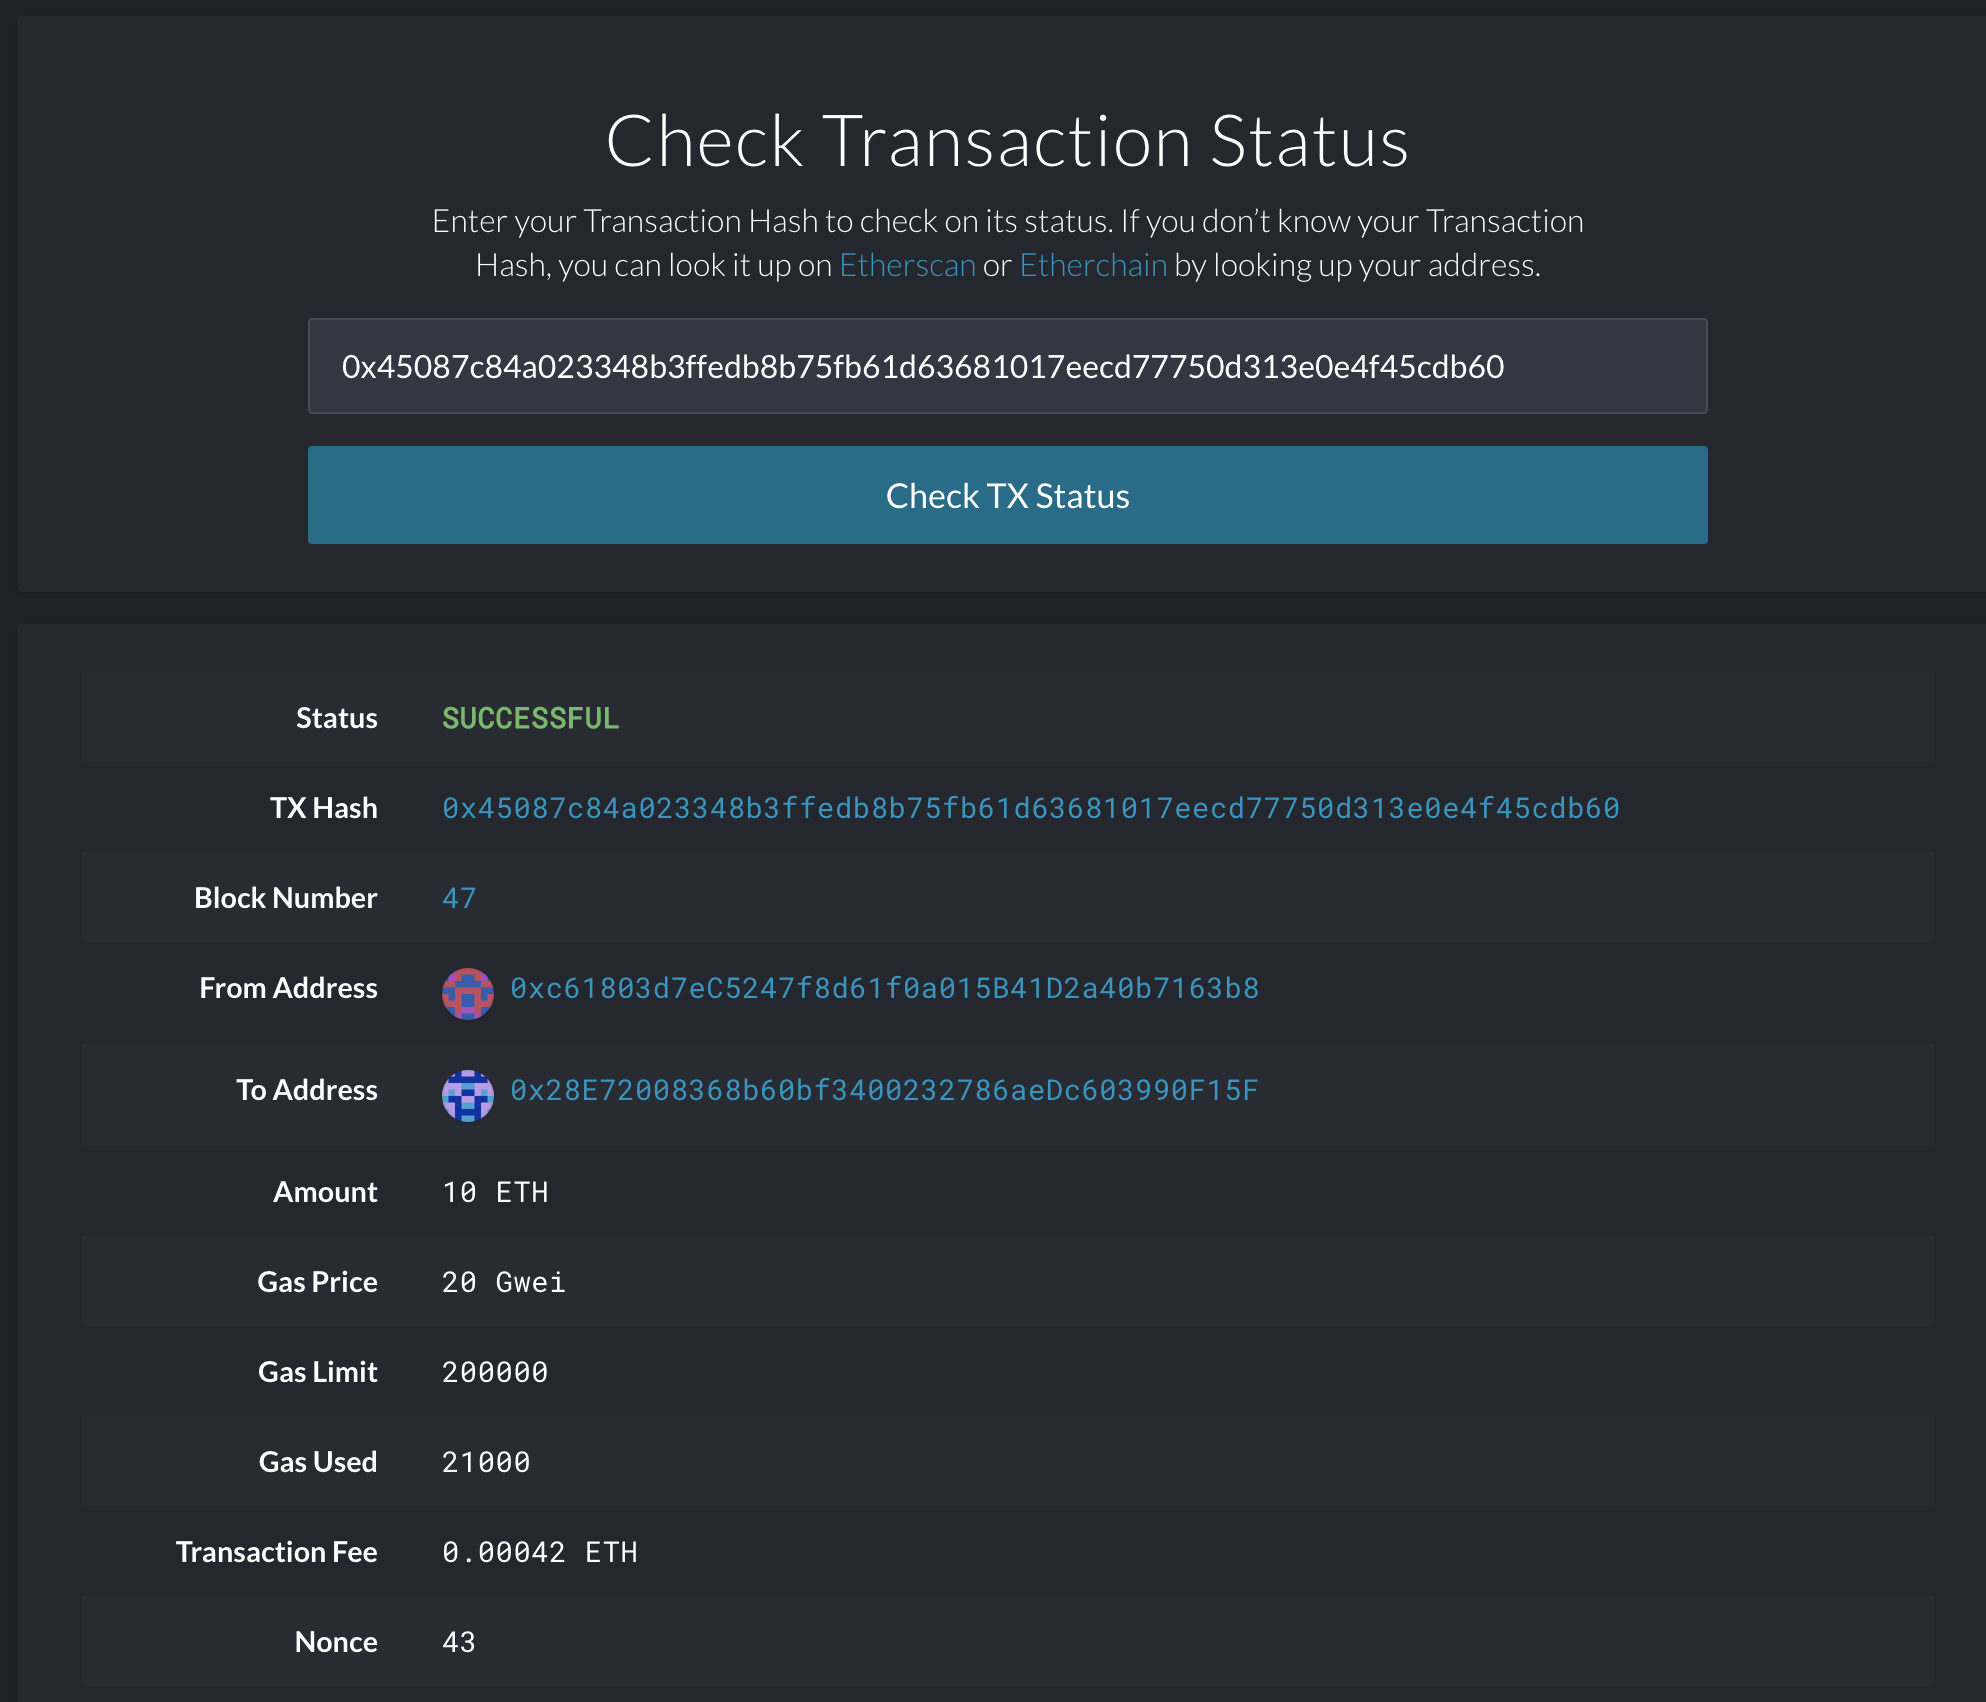 Check Transaction Status
Enter your Transaction Hash to check on its status. If you don’t know your Transaction
Hash, you can look it up on Etherscan or Etherchain by looking up your address.
0x45087c84a023348b3ffedb8b75fb61d63681017eecd77750d313e0e4f45cdb60
Check TX Status
Status SUCCESSFUL
TX Hash 0x45087c84a023348b3ffedb8b75fb61d63681017eecd77750d313e0e4f45cdb60
Block Number 47
From Address 0xc61803d7eC5247f8d61f0a015B41D2a40b7163b8
To Address 0x28E72008368b60bf3400232786aeDc603990F15F
Amount 10 ETH
Gas Price 20 Gwei
Gas Limit 200000
Gas Used 21000
Transaction Fee 0.00042 ETH
Nonce 43